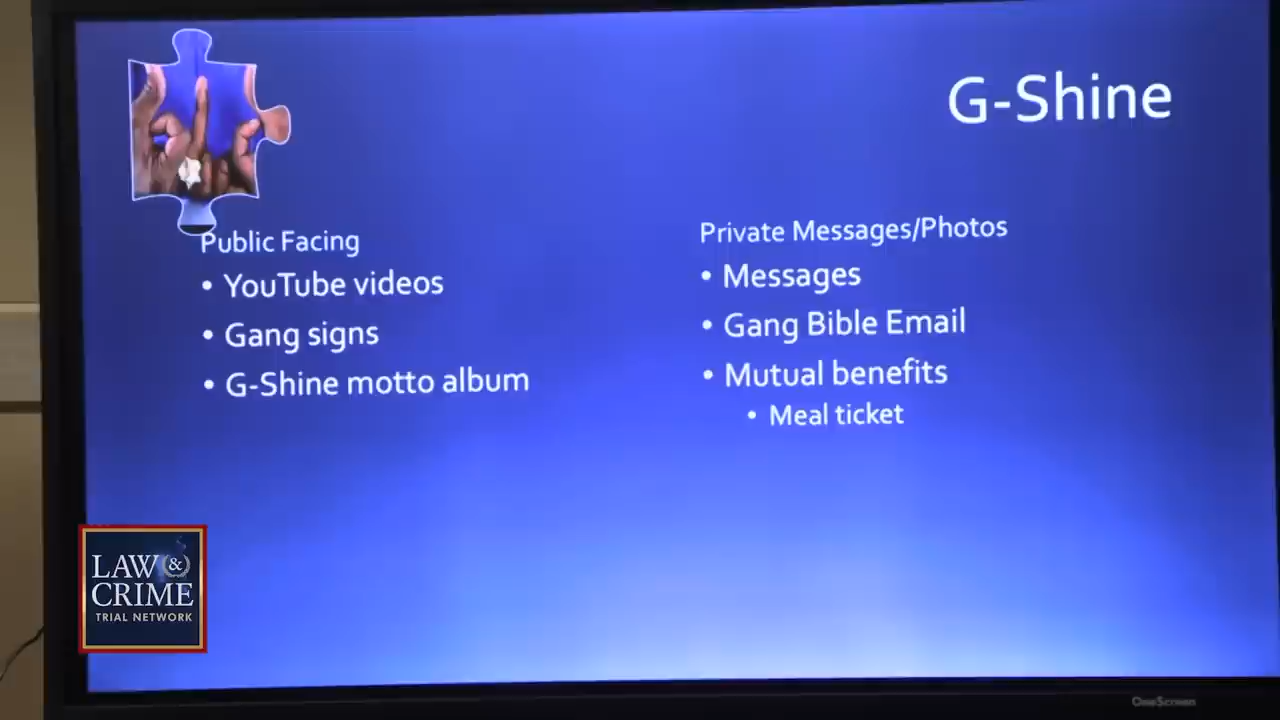 G-Shine
Public Facing
• YouTube videos
• Gang signs
• G-Shine motto album
Private Messages/Photos
• Messages
• Gang Bible Email
• Mutual benefits
• Meal ticket
LAW &
CRIME
TRIAL NETWORK
OneScreen